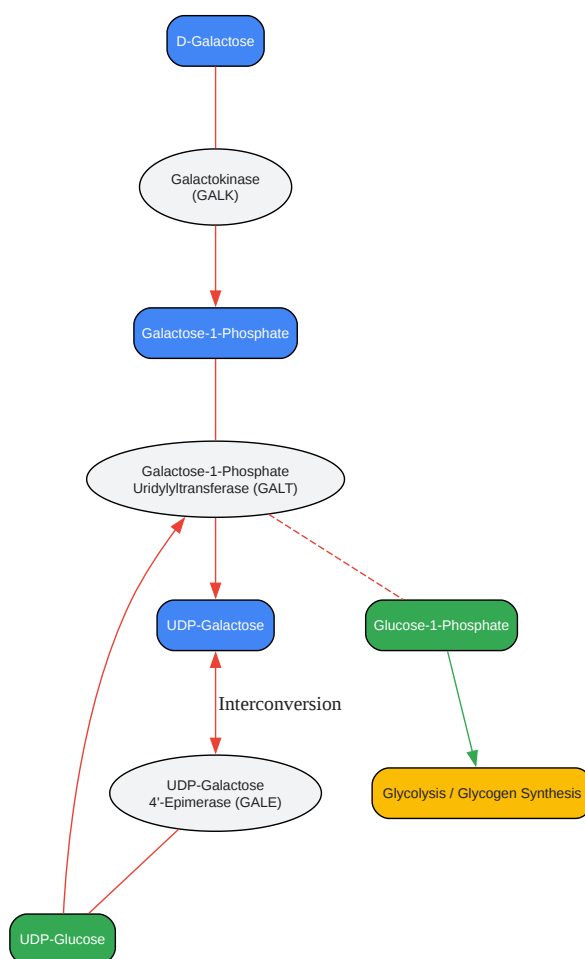 D-Galactose
Galactokinase
(GALK)
Galactose-1-Phosphate
Galactose-1-Phosphate
Uridylyltransferase (GALT)
UDP-Galactose
Glucose-1-Phosphate
Interconversion
UDP-Galactose
4'-Epimerase (GALE)
Glycolysis / Glycogen Synthesis
UDP-Glucose